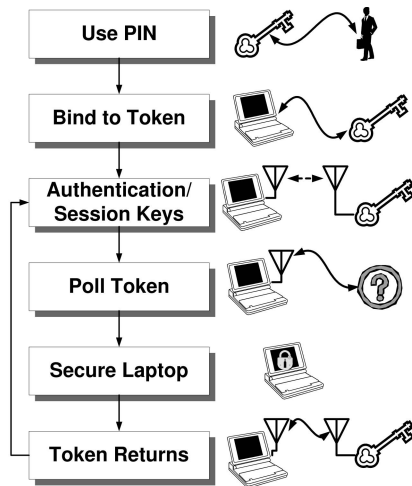 Use PIN
Bind to Token
Authentication/
Session Keys
Poll Token
?
Secure Laptop
Token Returns